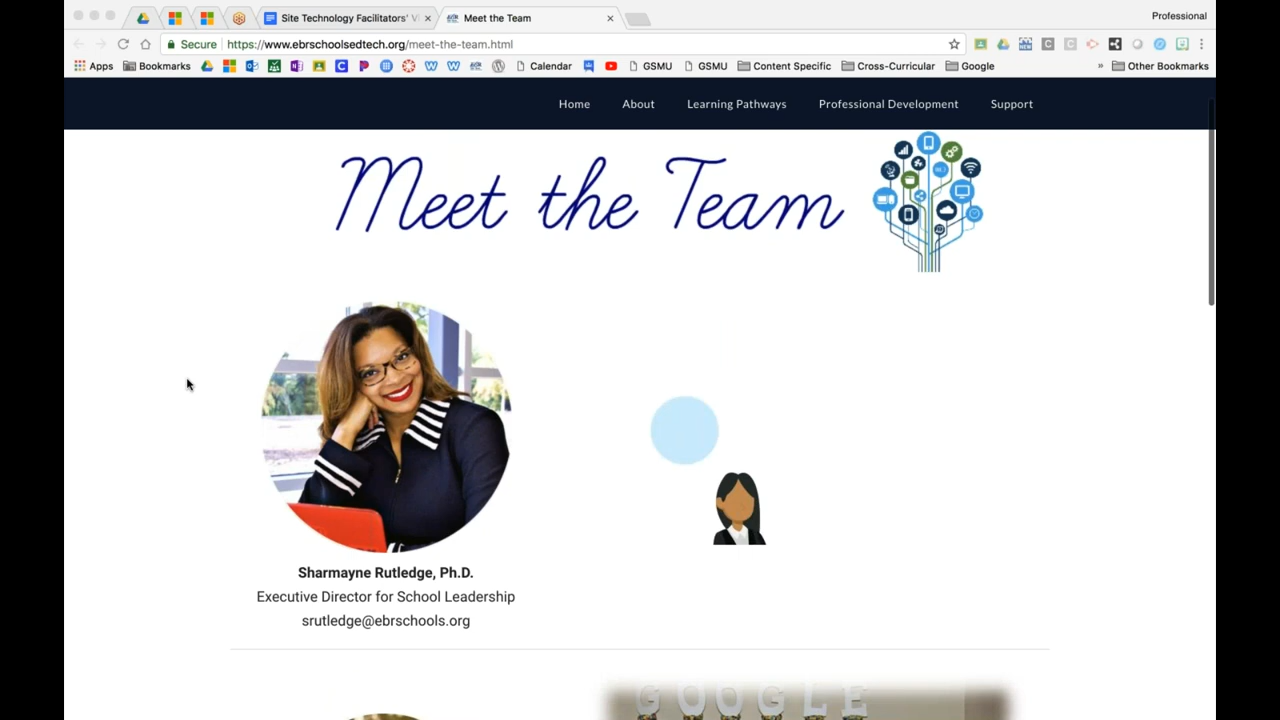 Site Technology Facilitators' V
Meet the Team
Professional
Secure
https://www.ebrschoolsedtech.org/meet-the-team.html
Apps
Bookmarks
Calendar
GSMU
GSMU
Content Specific
Cross-Curricular
Google
»
Other Bookmarks
Home
About
Learning Pathways
Professional Development
Support
Meet the Team
Sharmayne Rutledge, Ph.D.
Executive Director for School Leadership
srutledge@ebrschools.org
GOOGLE